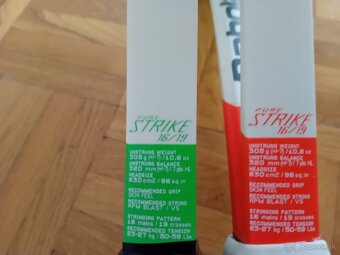 PURE
STRIKE
16/19
UNSTRUNG WEIGHT
305 g (+/-7) / 10,8 oz
UNSTRUNG BALANCE
320 mm (+/-7) / 7 pts HL
HEADSIZE
630 cm2 / 98 sq.in
RECOMMENDED GRIP
SKIN FEEL
RECOMMENDED STRING
RPM BLAST / VS
STRINGING PATTERN
16 mains / 19 crosses
RECOMMENDED TENSION
23-27 kg / 50-59 Lbs
PURE
STRIKE
16/19
UNSTRUNG WEIGHT
305 g (+/-7) / 10,8 oz
UNSTRUNG BALANCE
320 mm (+/-7) / 7 pts HL
HEADSIZE
630 cm2 / 98 sq.in
RECOMMENDED GRIP
SKIN FEEL
RECOMMENDED STRING
RPM BLAST / VS
STRINGING PATTERN
16 mains / 19 crosses
RECOMMENDED TENSION
23-27 kg / 50-59 Lbs